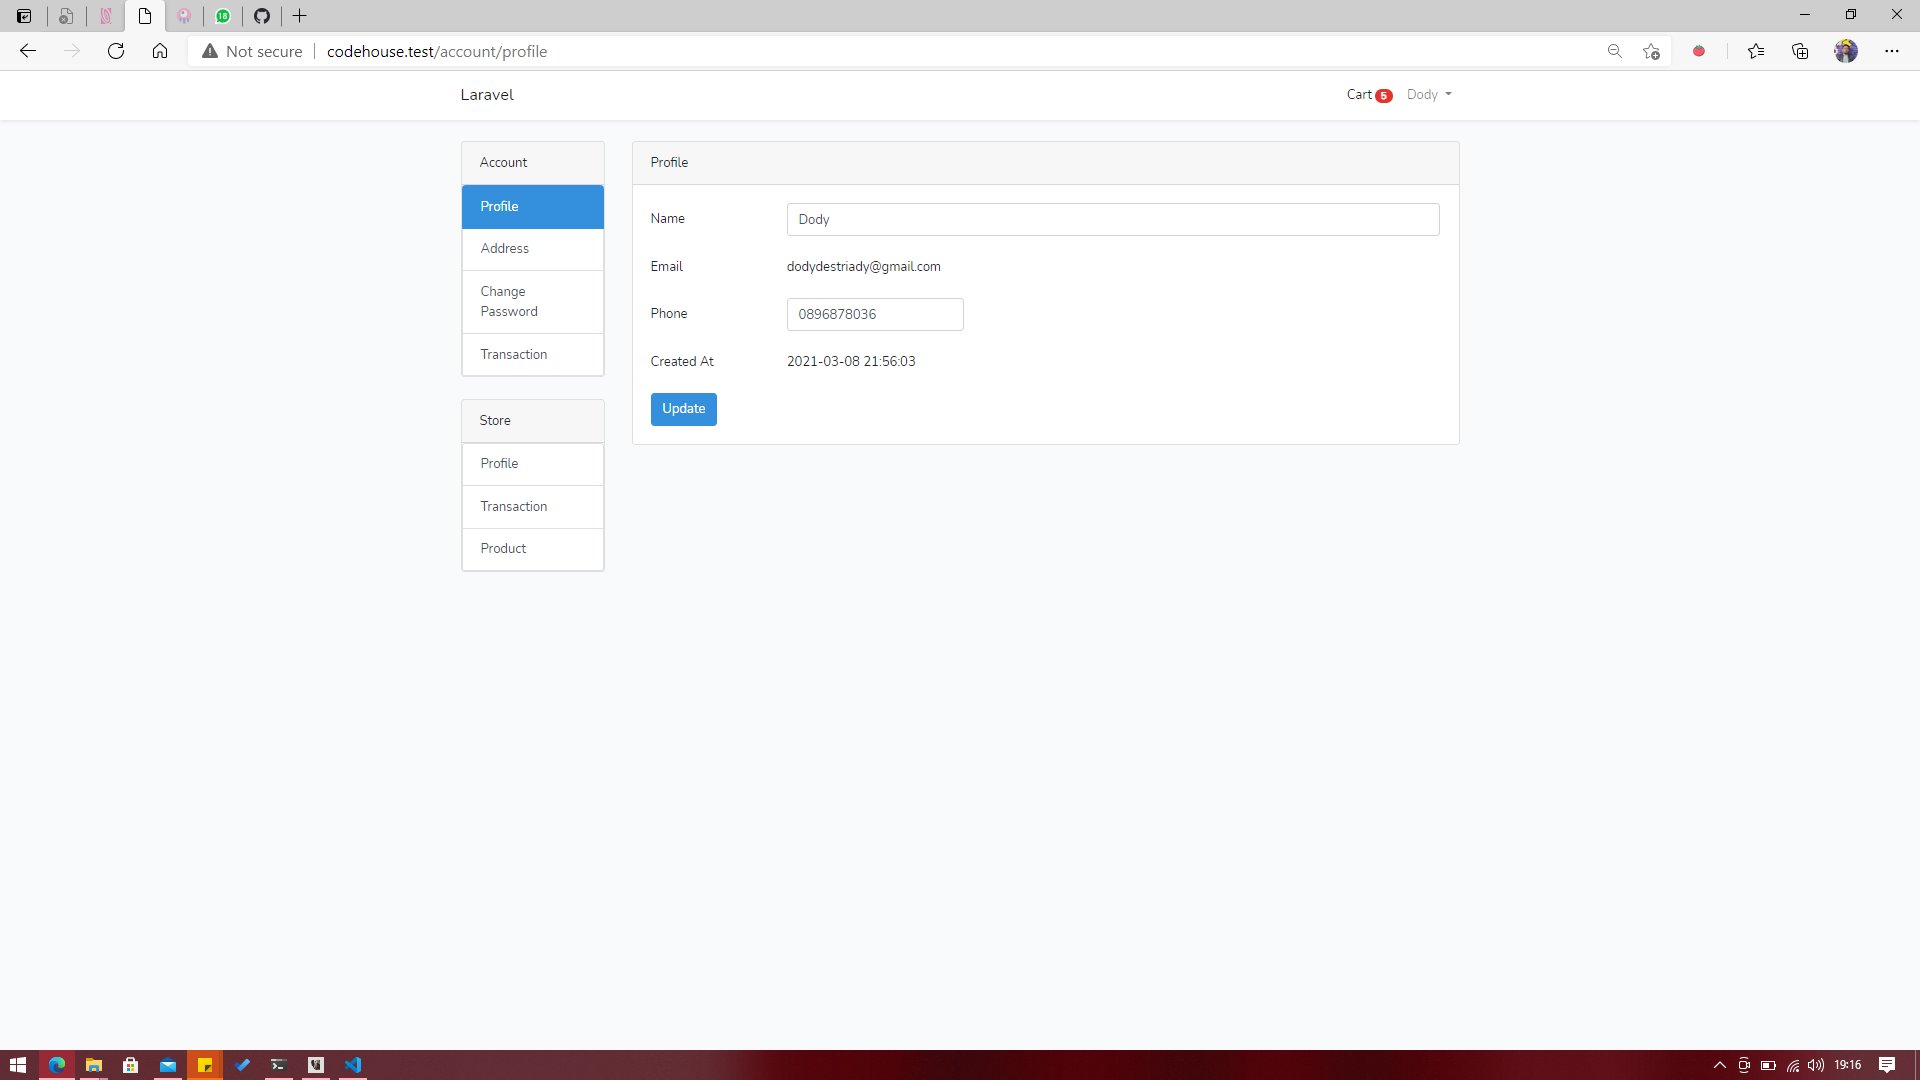 18
Not secure
codehouse.test/account/profile
Laravel
Cart 5
Dody
Account
Profile
Address
Change
Password
Transaction
Store
Profile
Transaction
Product
Profile
Name
Dody
Email
dodydestriady@gmail.com
Phone
0896878036
Created At
2021-03-08 21:56:03
Update
19:16